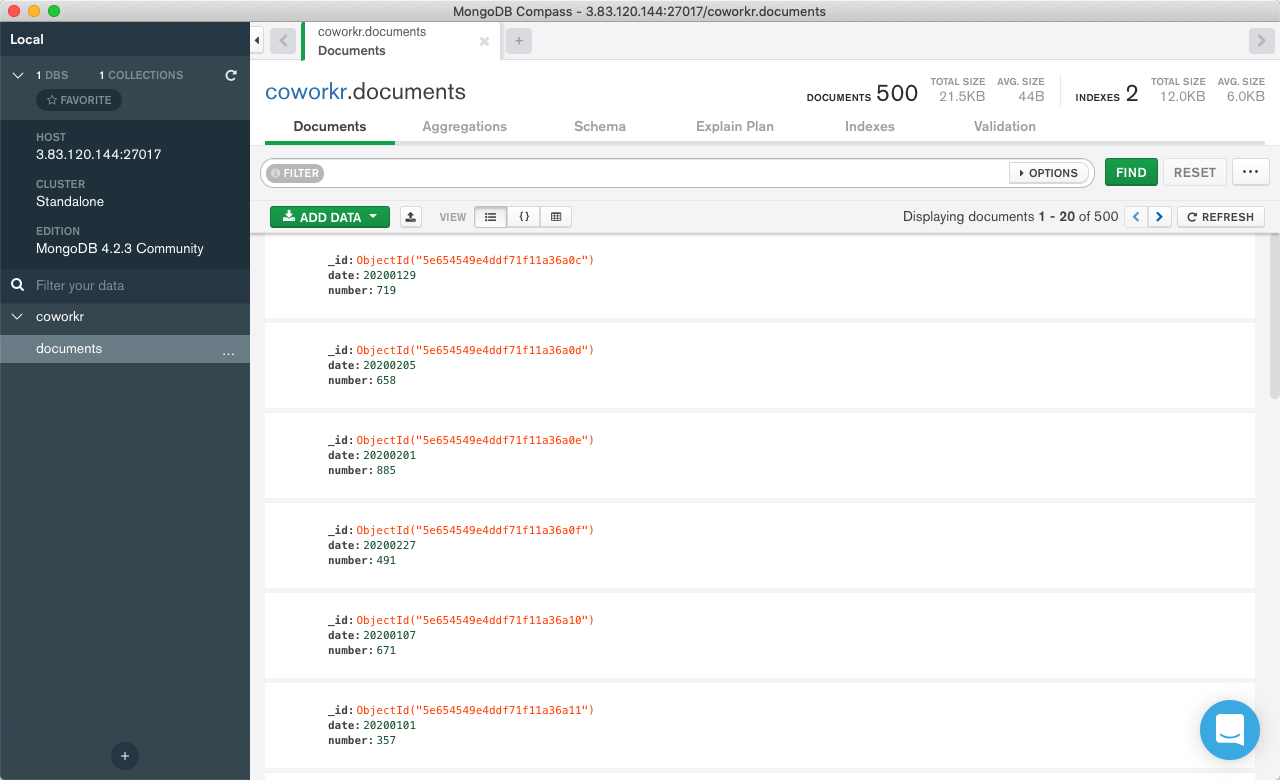 MongoDB Compass - 3.83.120.144:27017/coworkr.documents
Local
1 DBS 1 COLLECTIONS
FAVORITE
HOST
3.83.120.144:27017
CLUSTER
Standalone
EDITION
MongoDB 4.2.3 Community
Filter your data
coworkr
documents ...
+
coworkr.documents
Documents
+
coworkr.documents
DOCUMENTS 500 TOTAL SIZE 21.5KB AVG. SIZE 44B INDEXES 2 TOTAL SIZE 12.0KB AVG. SIZE 6.0KB
Documents Aggregations Schema Explain Plan Indexes Validation
FILTER OPTIONS FIND RESET ...
ADD DATA VIEW {} Displaying documents 1 - 20 of 500 < > REFRESH
_id: ObjectId("5e654549e4ddf71f11a36a0c")
date: 20200129
number: 719
_id: ObjectId("5e654549e4ddf71f11a36a0d")
date: 20200205
number: 658
_id: ObjectId("5e654549e4ddf71f11a36a0e")
date: 20200201
number: 885
_id: ObjectId("5e654549e4ddf71f11a36a0f")
date: 20200227
number: 491
_id: ObjectId("5e654549e4ddf71f11a36a10")
date: 20200107
number: 671
_id: ObjectId("5e654549e4ddf71f11a36a11")
date: 20200101
number: 357